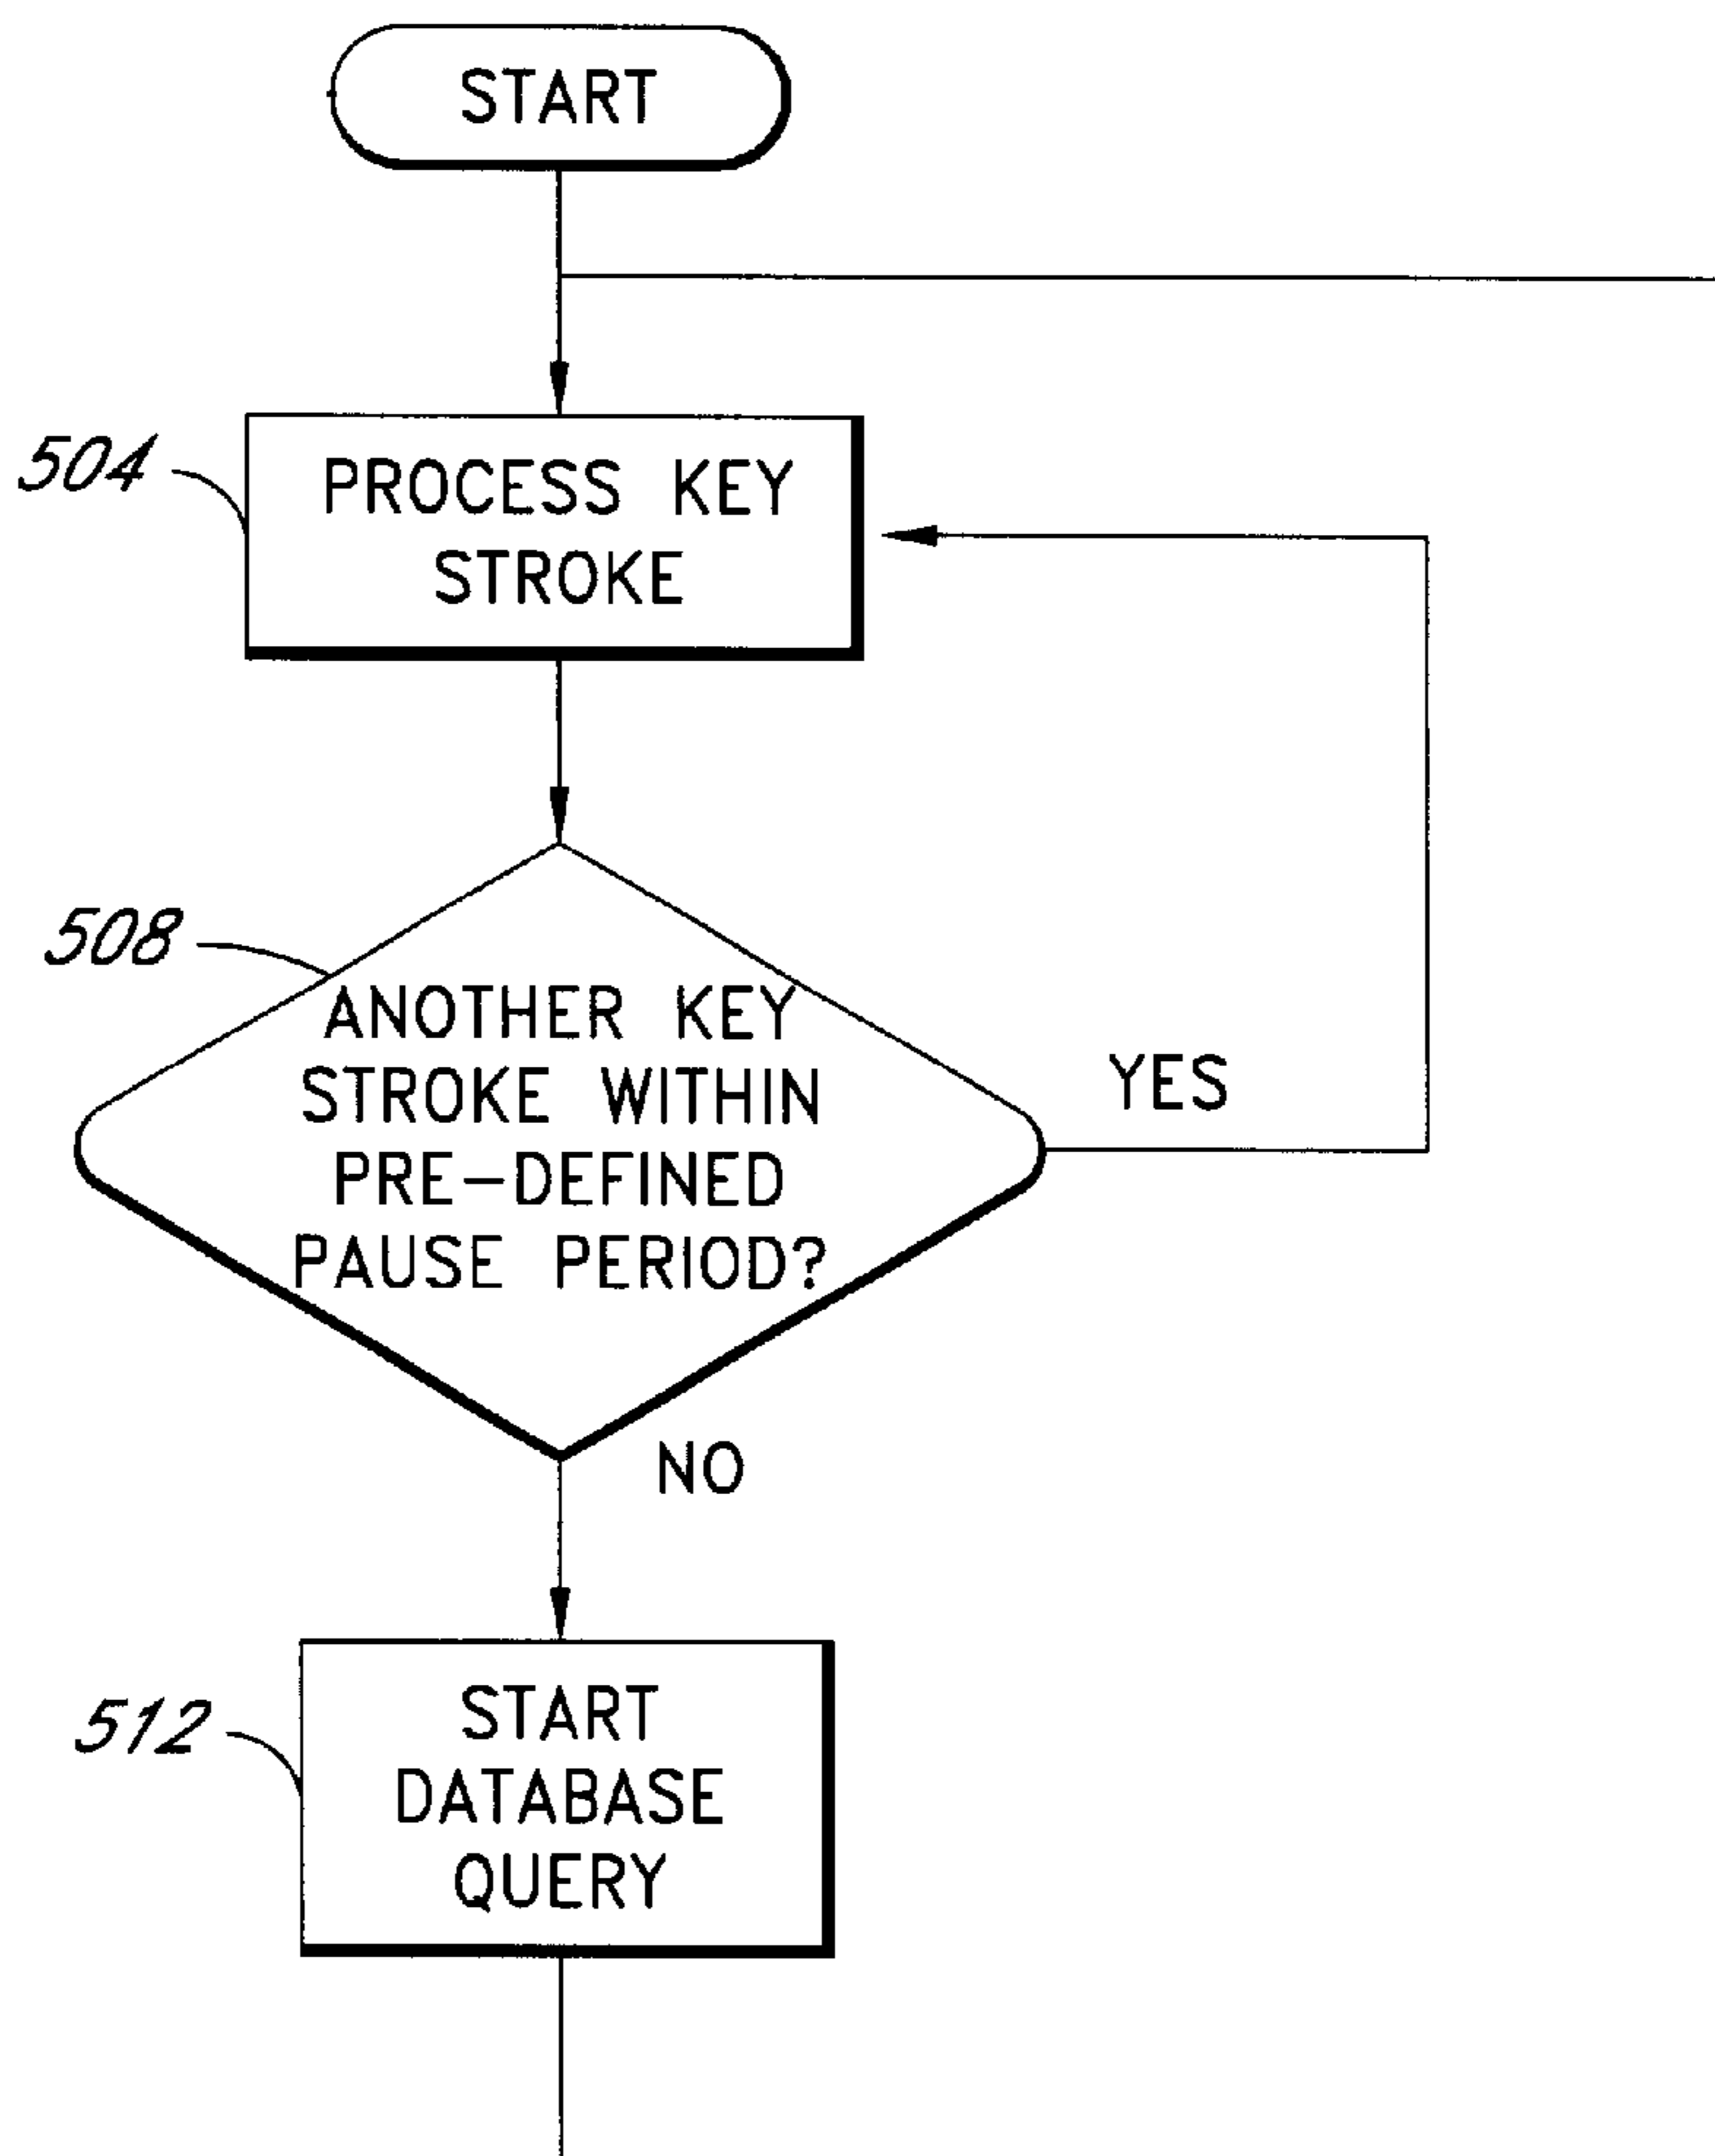 START
504
PROCESS KEY
STROKE
508
ANOTHER KEY
STROKE WITHIN
PRE-DEFINED
PAUSE PERIOD?
YES
NO
512
START
DATABASE
QUERY